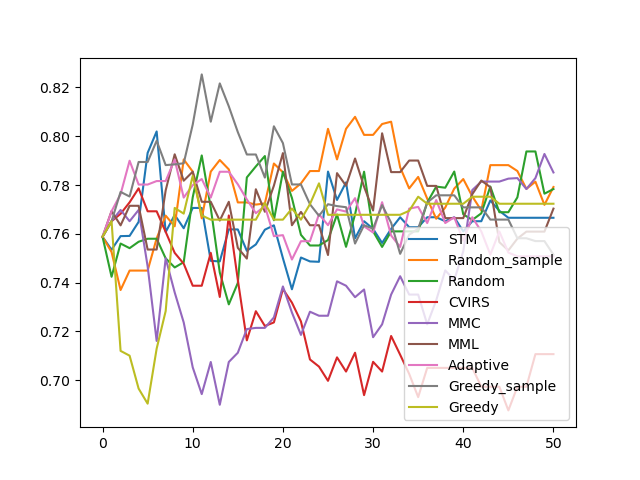 0.82
0.80
0.78
0.76
0.74
0.72
0.70
0
10
20
30
40
50
STM
Random_sample
Random
CVIRS
MMC
MML
Adaptive
Greedy_sample
Greedy